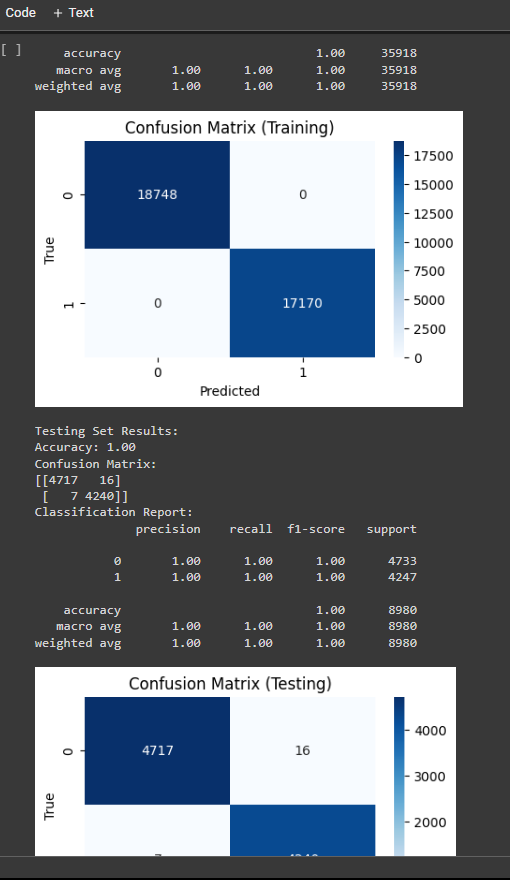 Code + Text
[ ]
accuracy 1.00 35918
macro avg 1.00 1.00 1.00 35918
weighted avg 1.00 1.00 1.00 35918
Confusion Matrix (Training)
17500
15000
12500
10000
7500
5000
2500
0
True
0
1
18748 0
0 17170
0 1
Predicted
Testing Set Results:
Accuracy: 1.00
Confusion Matrix:
[[4717 16]
[ 7 4240]]
Classification Report:
precision recall f1-score support
0 1.00 1.00 1.00 4733
1 1.00 1.00 1.00 4247
accuracy 1.00 8980
macro avg 1.00 1.00 1.00 8980
weighted avg 1.00 1.00 1.00 8980
Confusion Matrix (Testing)
4000
3000
2000
True
0
4717 16